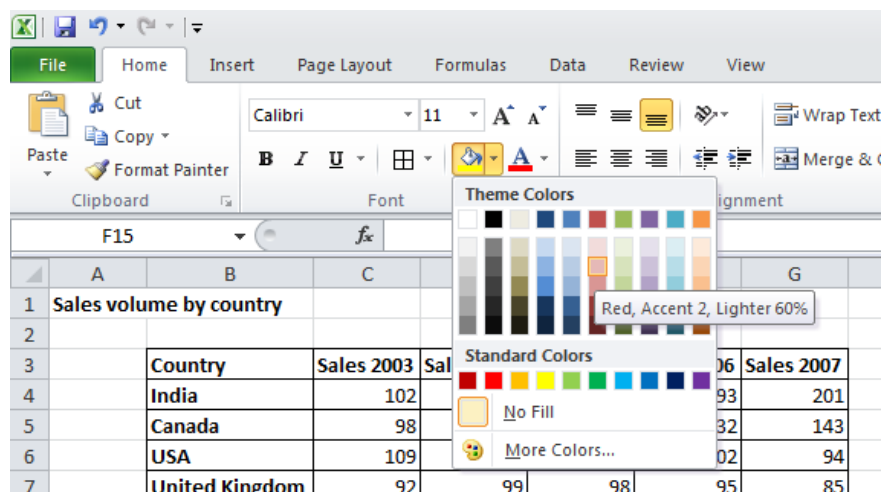 File Home Insert Page Layout Formulas Data Review View
Cut
Copy
Paste
Format Painter
Clipboard
Calibri 11 A A
B I U A
Font
Wrap Text
Merge &
F15 fx
Theme Colors
Red, Accent 2, Lighter 60%
Standard Colors
No Fill
More Colors...
A B C G
1 Sales volume by country
2
3 Country Sales 2003 Sal 06 Sales 2007
4 India 102 93 201
5 Canada 98 32 143
6 USA 109 02 94
7 United Kingdom 92 99 98 95 85